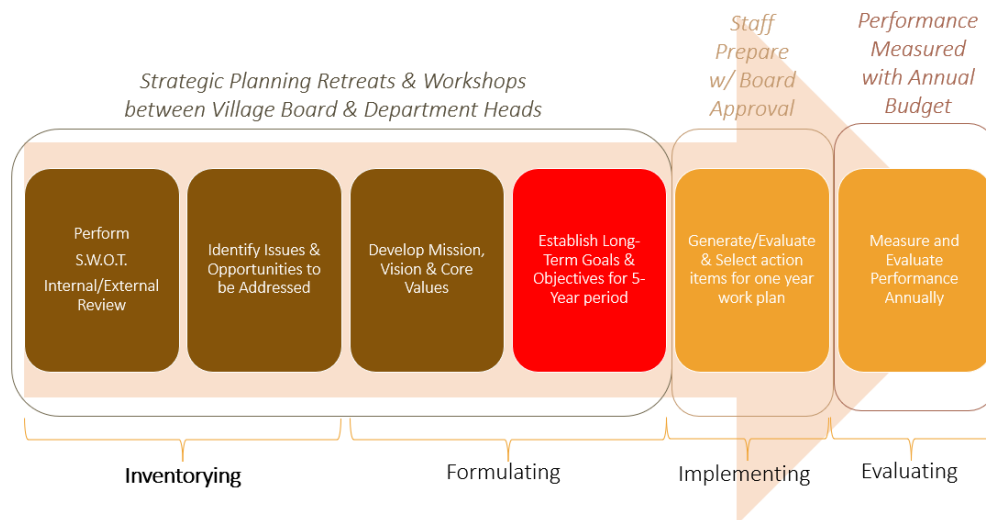 Strategic Planning Retreats & Workshops
between Village Board & Department Heads
Staff
Prepare
w/ Board
Approval
Performance
Measured
with Annual
Budget
Perform
S.W.O.T.
Internal/External
Review
Identify Issues &
Opportunities to
be Addressed
Develop Mission,
Vision & Core
Values
Establish Long-
Term Goals &
Objectives for 5-
Year period
Generate/Evaluate
& Select action
items for one year
work plan
Measure and
Evaluate
Performance
Annually
Inventorying
Formulating
Implementing
Evaluating